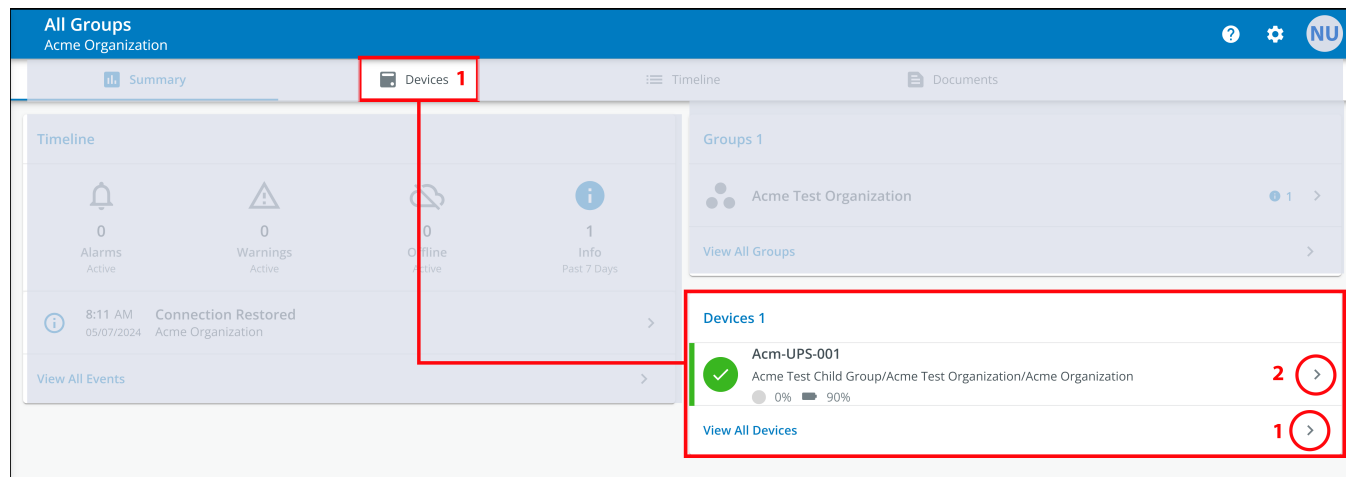 All Groups
Acme Organization
NU
Summary
Devices 1
Timeline
Documents
Timeline
0
Alarms
Active
0
Warnings
Active
0
Offline
Active
1
Info
Past 7 Days
8:11 AM Connection Restored
05/07/2024 Acme Organization
View All Events
Groups 1
Acme Test Organization 1
View All Groups
Devices 1
Acm-UPS-001
Acme Test Child Group/Acme Test Organization/Acme Organization 2
0% 90%
View All Devices 1